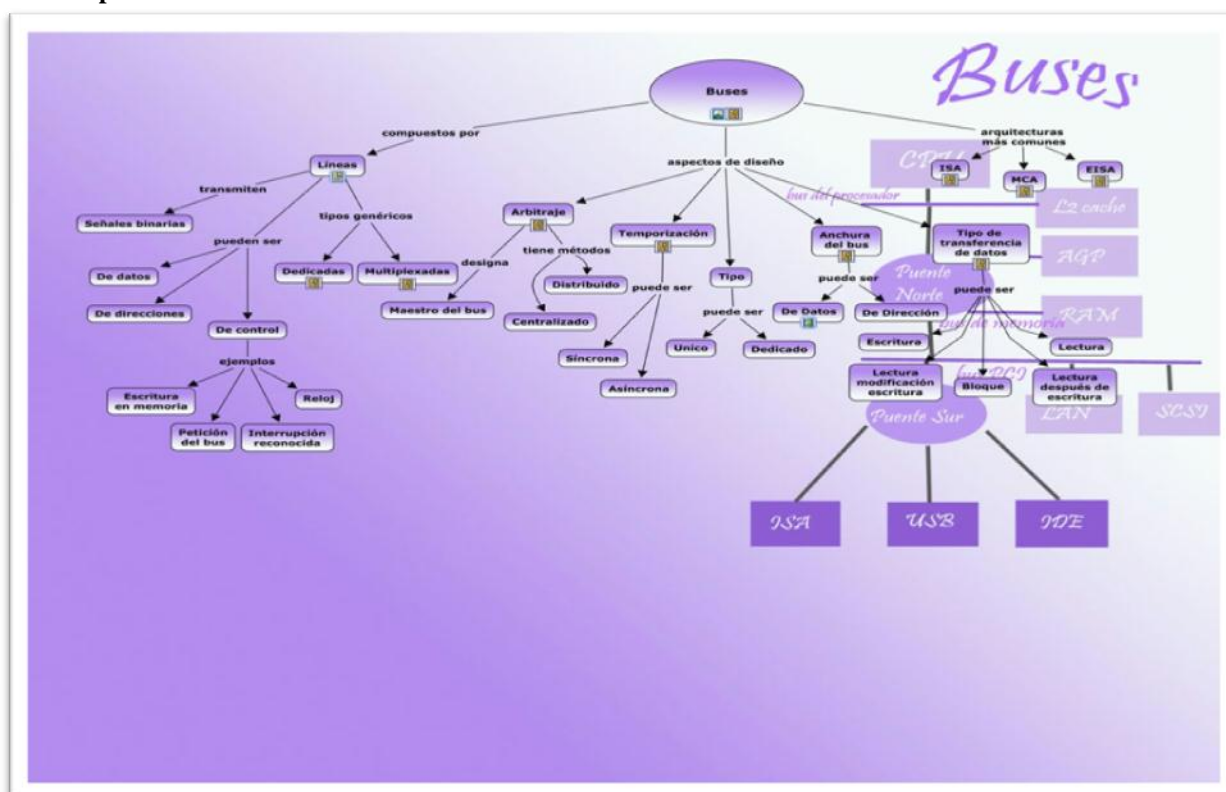 Buses
Buses
compuestos por
aspectos de diseño
arquitecturas
más comunes
Líneas
CPU
ISA
MCA
EISA
transmiten
tipos genéricos
bus del procesador
L2 cache
Señales binarias
pueden ser
Arbitraje
Temporización
Anchura
del bus
Tipo de
transferencia
de datos
AGP
De datos
Dedicadas
Multiplexadas
designa
tiene métodos
Distribuido
puede ser
Tipo
puede ser
Puente
Norte
puede ser
De direcciones
Maestro del bus
Centralizado
puede ser
De Datos
De Dirección
RAM
bus de memoria
De control
Síncrona
Unico
Dedicado
Escritura
Lectura
ejemplos
Asíncrona
Lectura
modificación
escritura
bus PCI
Bloque
Lectura
después de
escritura
Escritura
en memoria
Reloj
Petición
del bus
Interrupción
reconocida
Puente Sur
LAN
SCSI
ISA
USB
IDE